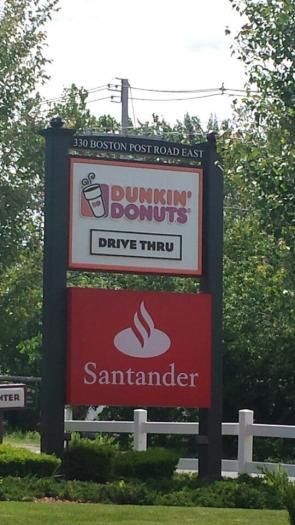 330 BOSTON POST ROAD EAST
DUNKIN'
DONUTS
DRIVE THRU
Santander